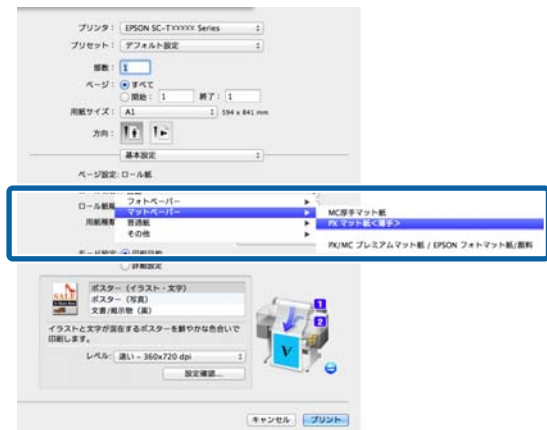 プリンタ： EPSON SC-TXXXXX Series
プリセット： デフォルト設定
部数： 1
ページ： すべて
開始： 1 終了： 1
用紙サイズ： A1 594 x 841 mm
方向：
基本設定
ページ設定： ロール紙
フォトペーパー
ロール紙
マットペーパー MC厚手マット紙
用紙種類 普通紙 PX マット紙＜薄手＞
その他 PX/MC プレミアムマット紙 / EPSON フォトマット紙/顔料
詳細設定
ポスター（イラスト・文字）
ポスター（写真）
文書/掲示物（薄）
SALE
1
2
V
イラストと文字が混在するポスターを鮮やかな色合いで
印刷します。
レベル： 速い – 360x720 dpi
設定確認...
キャンセル プリント